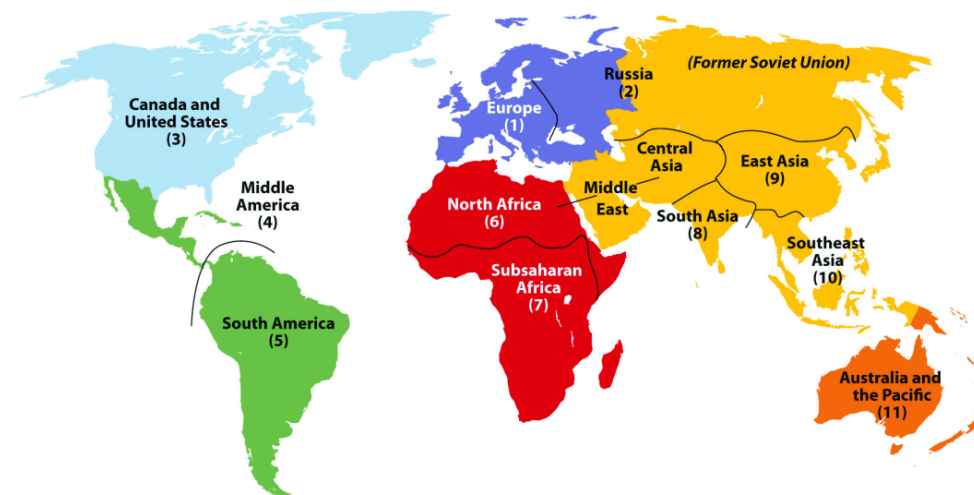 Canada and
United States
(3)
Middle
America
(4)
South America
(5)
Europe
(1)
Russia
(2)
(Former Soviet Union)
Central
Asia
Middle
East
North Africa
(6)
Subsaharan
Africa
(7)
South Asia
(8)
East Asia
(9)
Southeast
Asia
(10)
Australia and
the Pacific
(11)